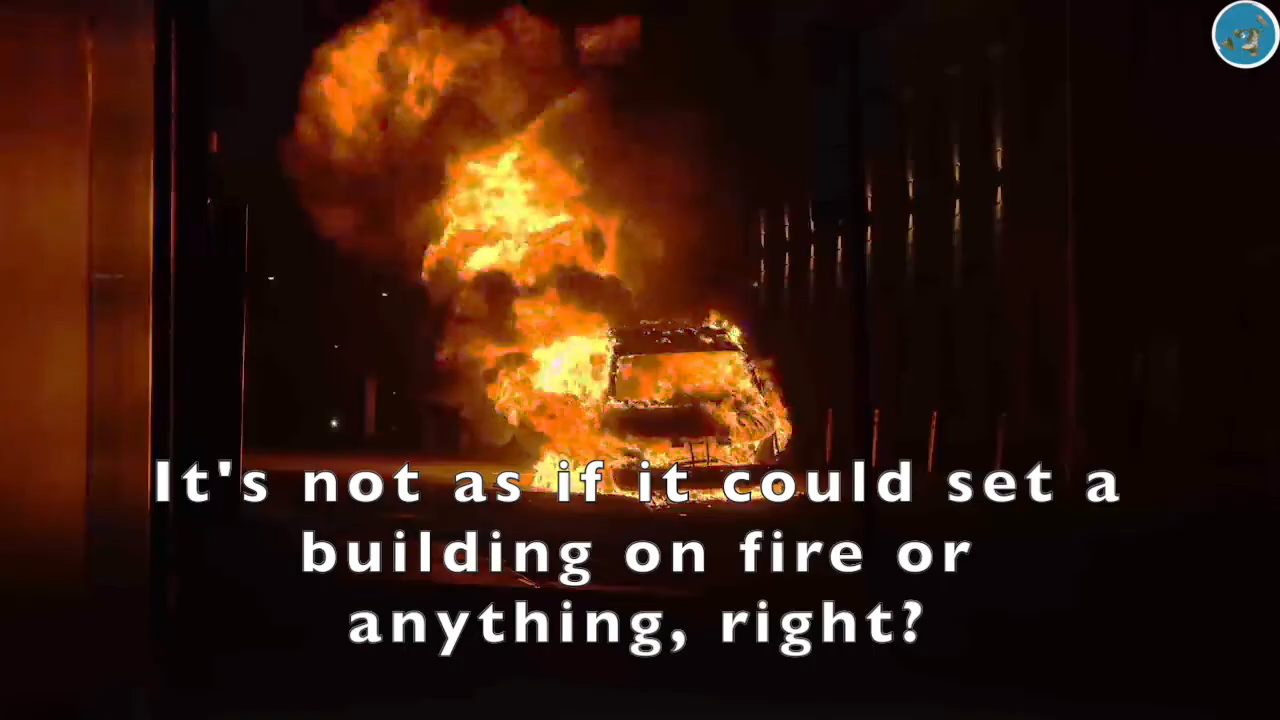 It's not as if it could set a
building on fire or
anything, right?